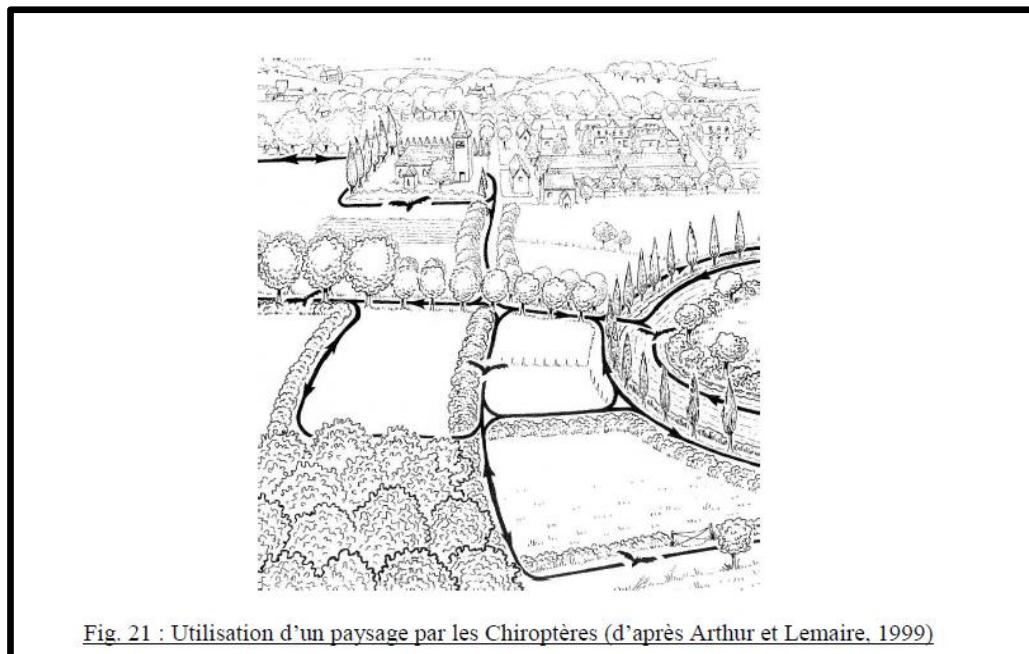 Fig. 21 : Utilisation d'un paysage par les Chiroptères (d'après Arthur et Lemaire, 1999)